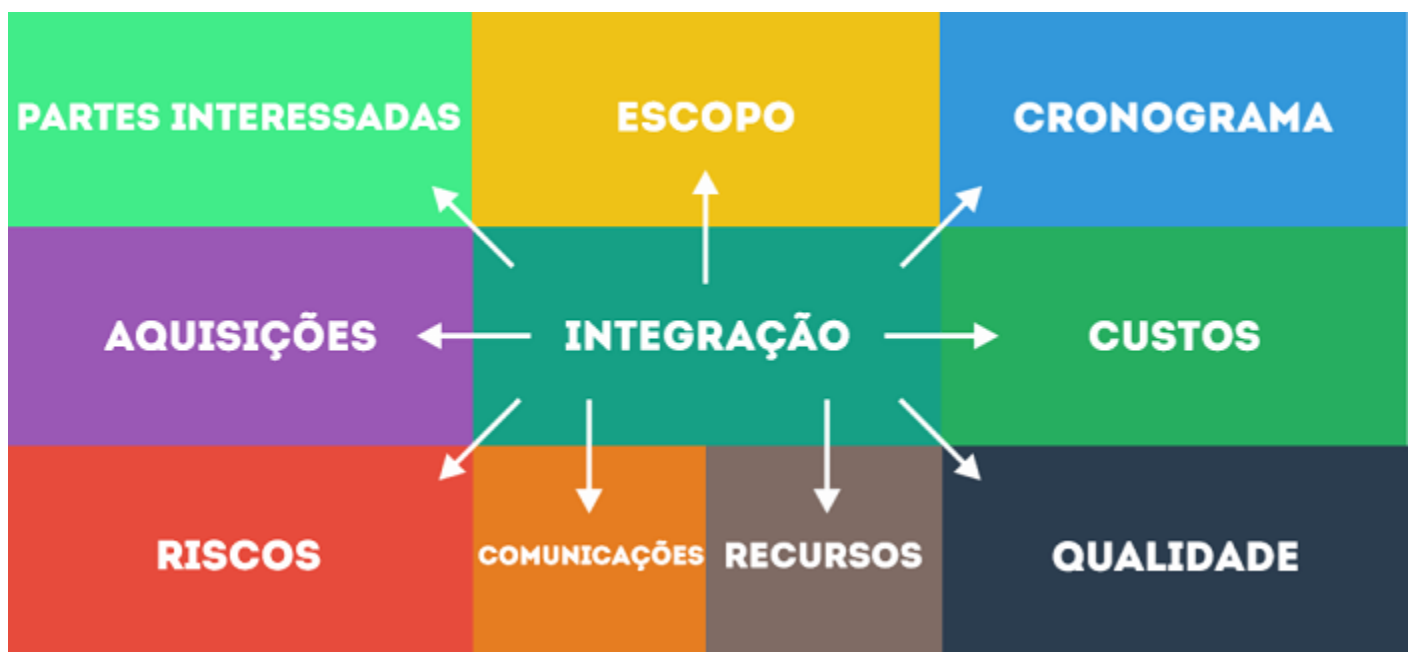 PARTES INTERESSADAS
ESCOPO
CRONOGRAMA
AQUISIÇÕES
INTEGRAÇÃO
CUSTOS
RISCOS
COMUNICAÇÕES
RECURSOS
QUALIDADE